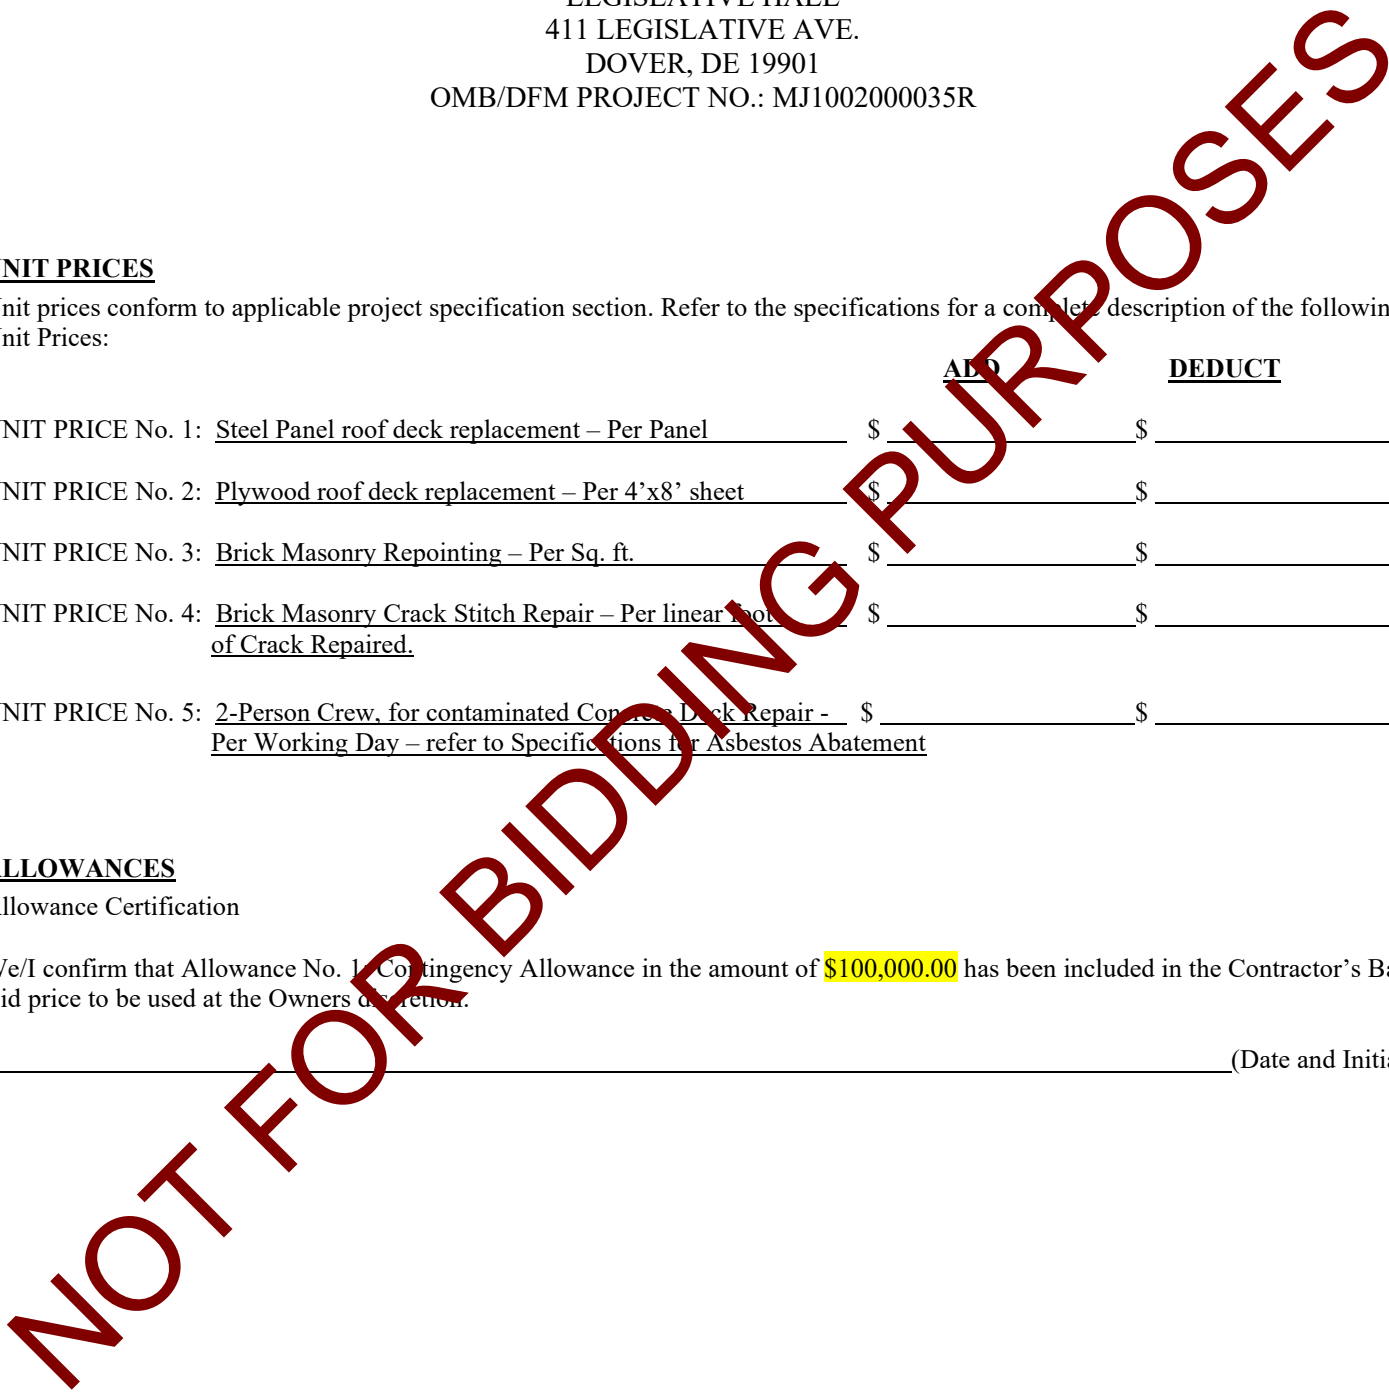 LEGISLATIVE HALL
411 LEGISLATIVE AVE.
DOVER, DE 19901
OMB/DFM PROJECT NO.: MJ1002000035R
NIT PRICES
nit prices conform to applicable project specification section. Refer to the specifications for a complete description of the followin
nit Prices:
ADD DEDUCT
NIT PRICE No. 1: Steel Panel roof deck replacement – Per Panel $ $
NIT PRICE No. 2: Plywood roof deck replacement – Per 4’x8’ sheet $ $
NIT PRICE No. 3: Brick Masonry Repointing – Per Sq. ft. $ $
NIT PRICE No. 4: Brick Masonry Crack Stitch Repair – Per linear foot $ $
of Crack Repaired.
NIT PRICE No. 5: 2-Person Crew, for contaminated Concrete Deck Repair - $ $
Per Working Day – refer to Specifications for Asbestos Abatement
LLOWANCES
llowance Certification
We/I confirm that Allowance No. 1: Contingency Allowance in the amount of $100,000.00 has been included in the Contractor’s Ba
id price to be used at the Owners discretion.
(Date and Initia
NOT FOR BIDDING PURPOSES